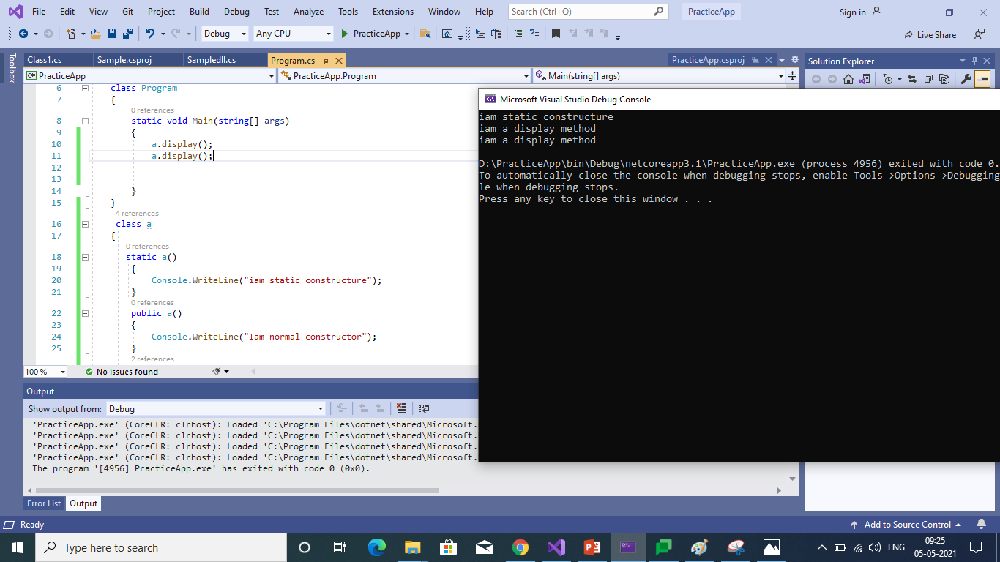 File Edit View Git Project Build Debug Test Analyze Tools Extensions Window Help Search (Ctrl+Q) PracticeApp Sign in
Debug Any CPU PracticeApp Live Share
Toolbox
Class1.cs Sample.csproj Sampledll.cs Program.cs PracticeApp.csproj
Solution Explorer
C# PracticeApp PracticeApp.Program Main(string[] args)
6 class Program
7 {
0 references
8 static void Main(string[] args)
9 {
10 a.display();
11 a.display();
12
13
14 }
15 }
4 references
16 class a
17 {
0 references
18 static a()
19 {
20 Console.WriteLine("iam static constructure");
21 }
0 references
22 public a()
23 {
24 Console.WriteLine("Iam normal constructor");
25 }
2 references
100 % No issues found
C:\ Microsoft Visual Studio Debug Console
iam static constructure
iam a display method
iam a display method
D:\PracticeApp\bin\Debug\netcoreapp3.1\PracticeApp.exe (process 4956) exited with code 0.
To automatically close the console when debugging stops, enable Tools->Options->Debugging
le when debugging stops.
Press any key to close this window . . .
Output
Show output from: Debug
'PracticeApp.exe' (CoreCLR: clrhost): Loaded 'C:\Program Files\dotnet\shared\Microsoft.
'PracticeApp.exe' (CoreCLR: clrhost): Loaded 'C:\Program Files\dotnet\shared\Microsoft.
'PracticeApp.exe' (CoreCLR: clrhost): Loaded 'C:\Program Files\dotnet\shared\Microsoft.
'PracticeApp.exe' (CoreCLR: clrhost): Loaded 'C:\Program Files\dotnet\shared\Microsoft.
The program '[4956] PracticeApp.exe' has exited with code 0 (0x0).
Error List Output
Ready Add to Source Control
Type here to search ENG 09:25
05-05-2021